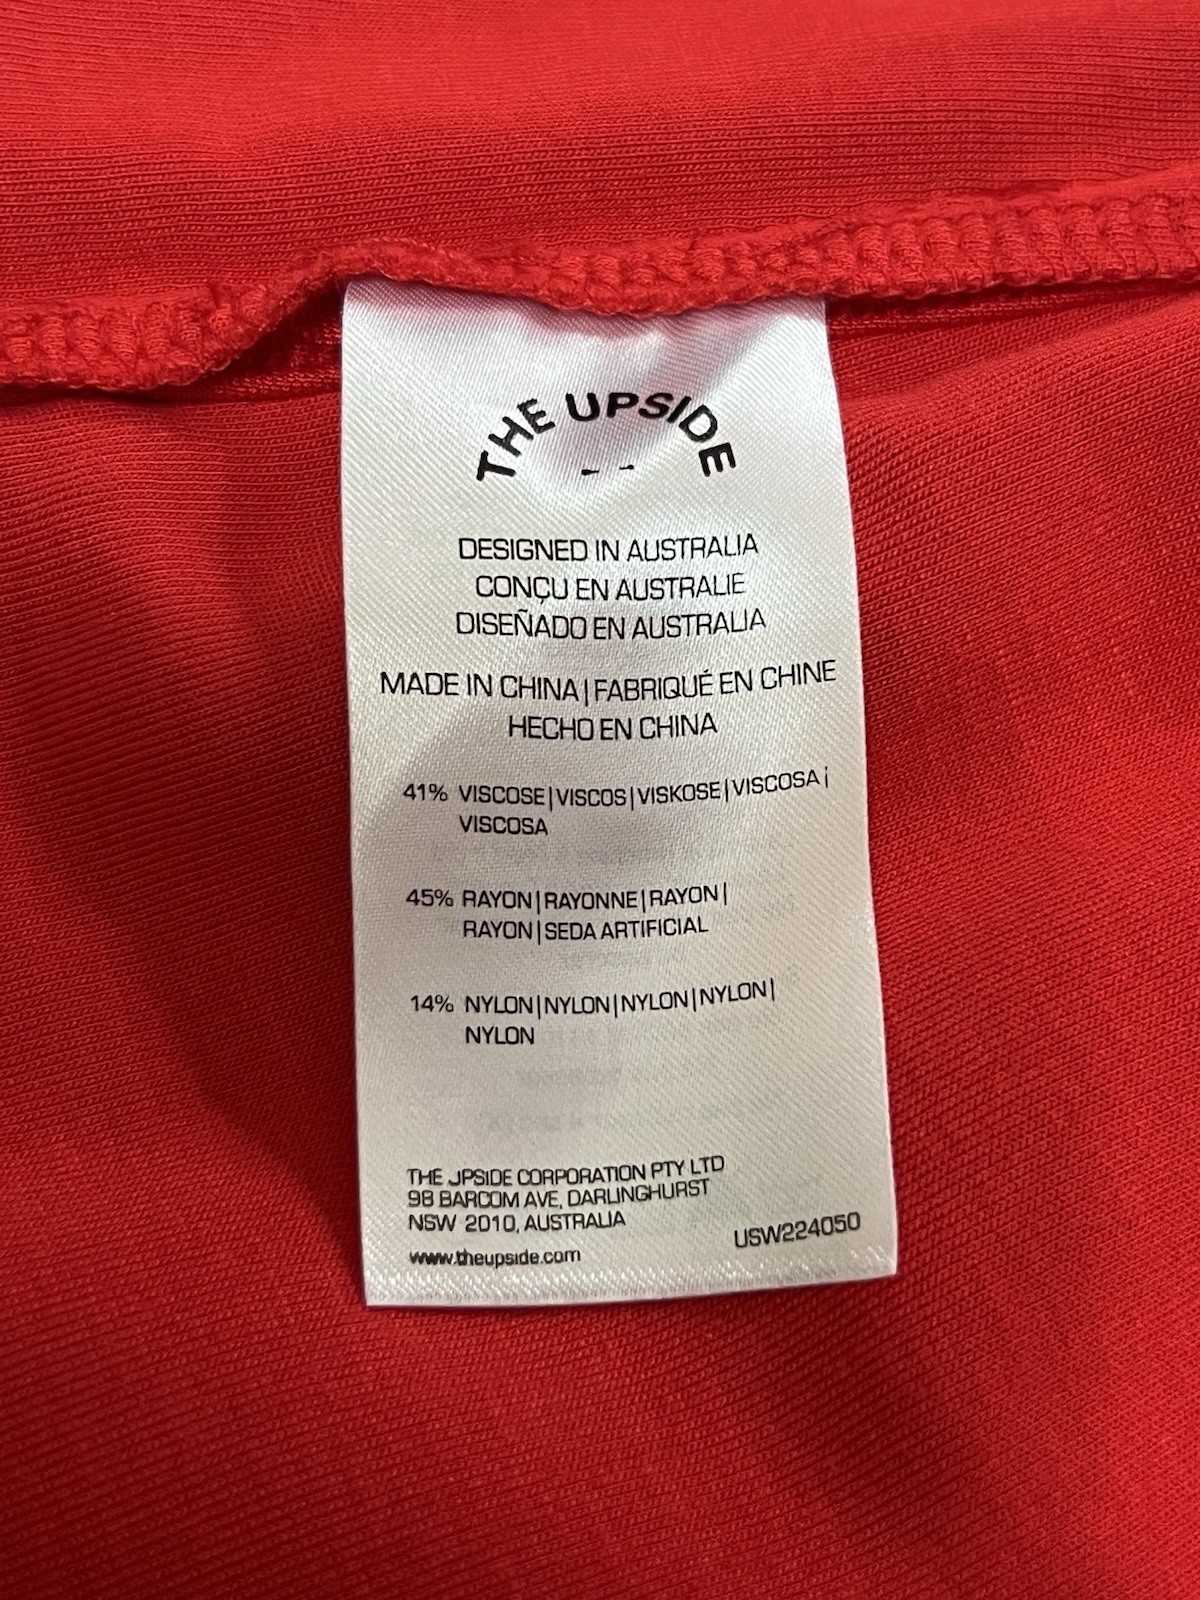 THE UPSIDE
DESIGNED IN AUSTRALIA
CONÇU EN AUSTRALIE
DISEÑADO EN AUSTRALIA
MADE IN CHINA|FABRIQUÉ EN CHINE
HECHO EN CHINA
41% VISCOSE|VISCOS|VISKOSE|VISCOSA|
VISCOSA
45% RAYON|RAYONNE|RAYON|
RAYON|SEDA ARTIFICIAL
14% NYLON|NYLON|NYLON|NYLON|
NYLON
THE UPSIDE CORPORATION PTY LTD
98 BARCOM AVE, DARLINGHURST
NSW 2010, AUSTRALIA
www.theupside.com
USW224050